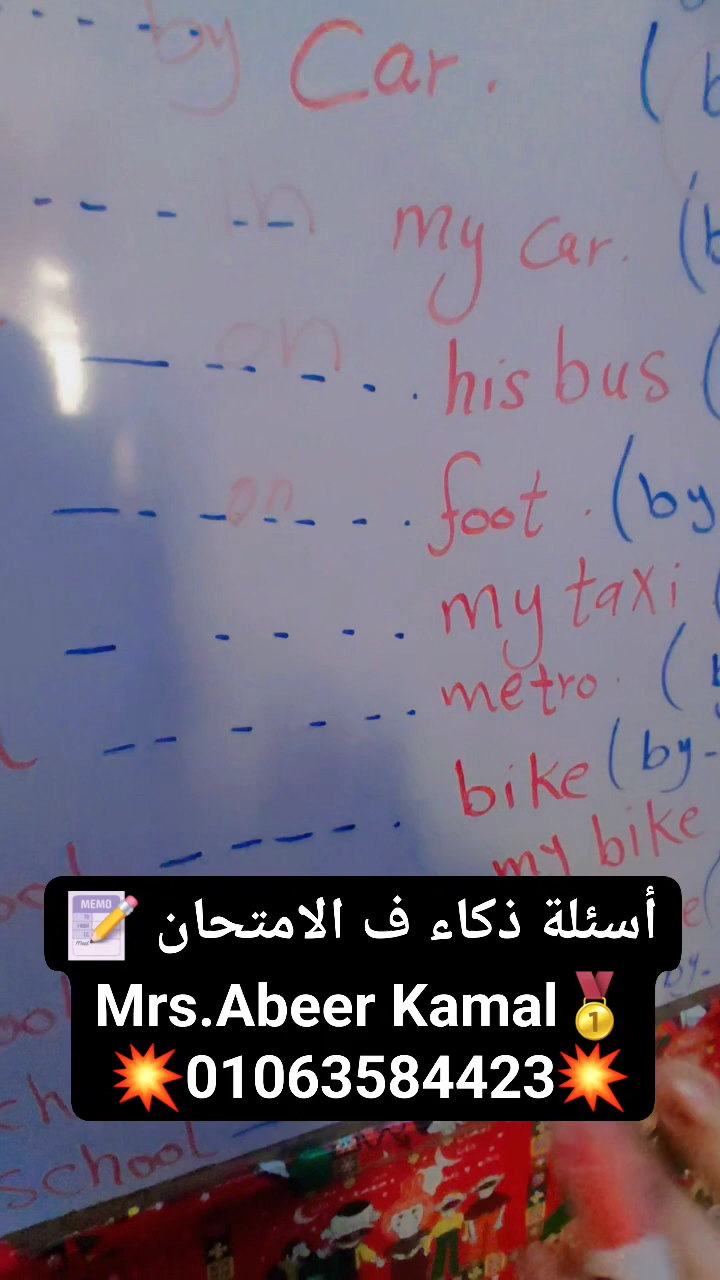 by Car. (
in my Car. (
on his bus (
on foot. (by
my taxi
metro. (
bike (by-
my bike
أسئلة ذكاء ف الامتحان
MEMO
Mrs.Abeer Kamal
01063584423
school